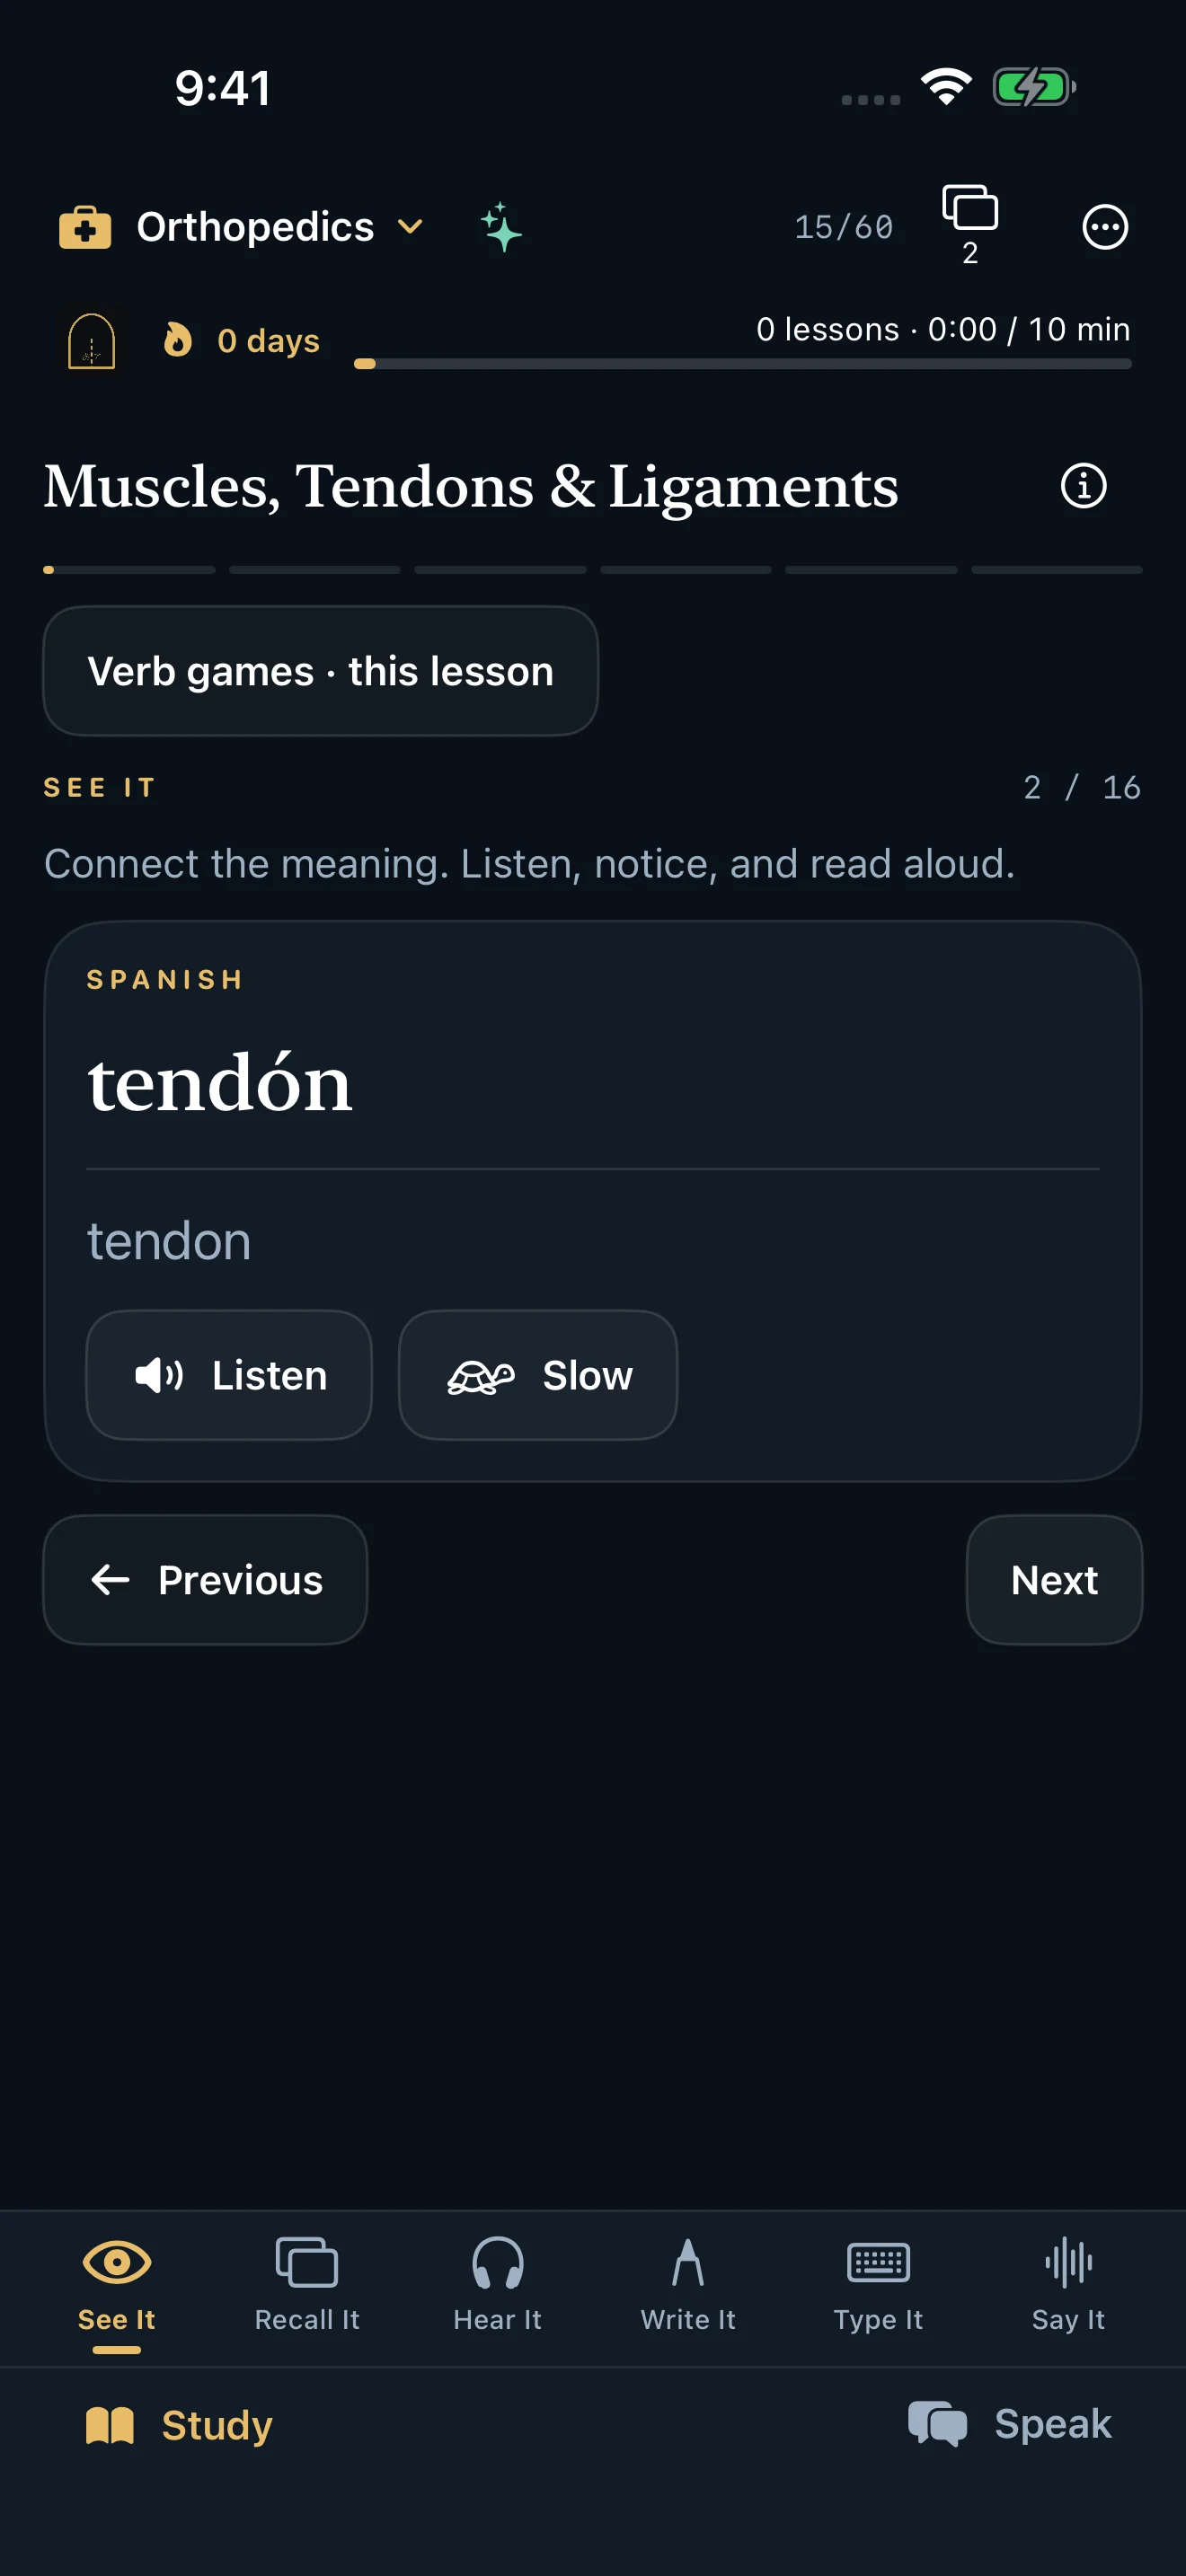 9:41
Orthopedics
15/60
2
0 days
0 lessons · 0:00 / 10 min
Muscles, Tendons & Ligaments
Verb games · this lesson
SEE IT
2 / 16
Connect the meaning. Listen, notice, and read aloud.
SPANISH
tendón
tendon
Listen
Slow
Previous
Next
See It
Recall It
Hear It
Write It
Type It
Say It
Study
Speak